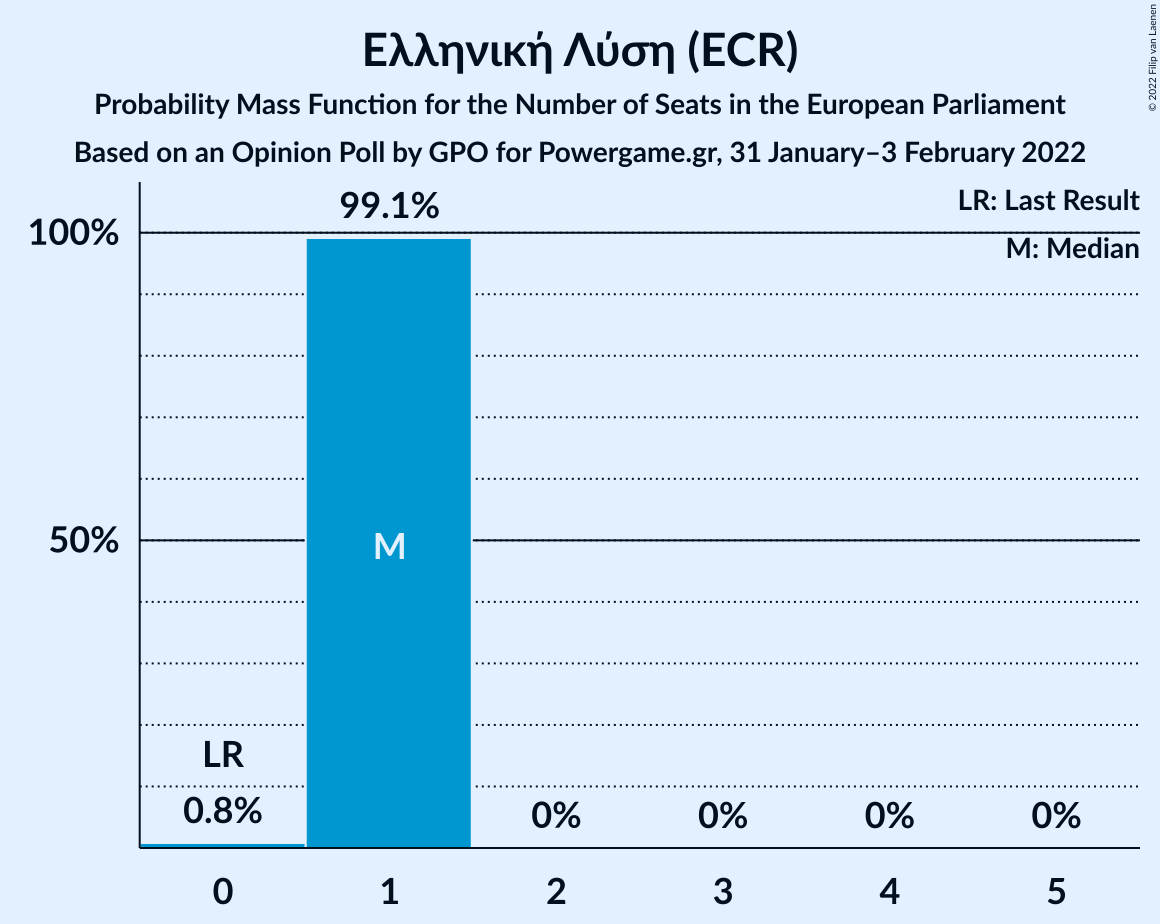 Ελληνική Λύση (ECR)
Probability Mass Function for the Number of Seats in the European Parliament
Based on an Opinion Poll by GPO for Powergame.gr, 31 January–3 February 2022
© 2022 Filip van Laenen
LR: Last Result
M: Median
99.1%
100%
50%
M
LR
0.8%
0%
0%
0%
0%
0
1
2
3
4
5